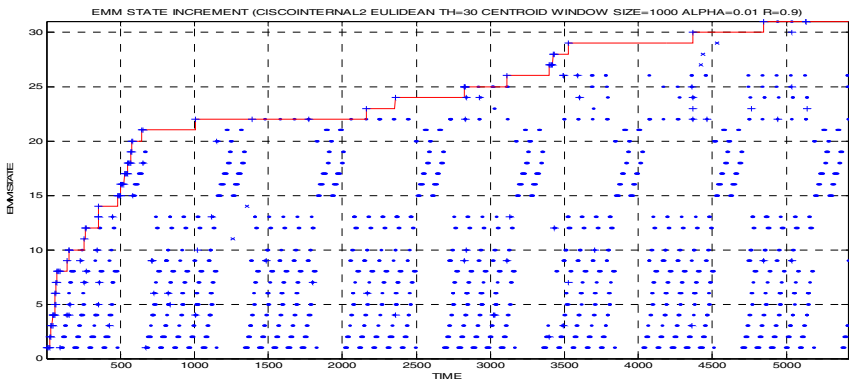 EMM STATE INCREMENT (CISCOINTERNAL2 EULIDEAN TH=30 CENTROID WINDOW SIZE=1000 ALPHA=0.01 R=0.9)
30
25
20
15
10
5
0
EMMSTATE
500 1000 1500 2000 2500 3000 3500 4000 4500 5000
TIME